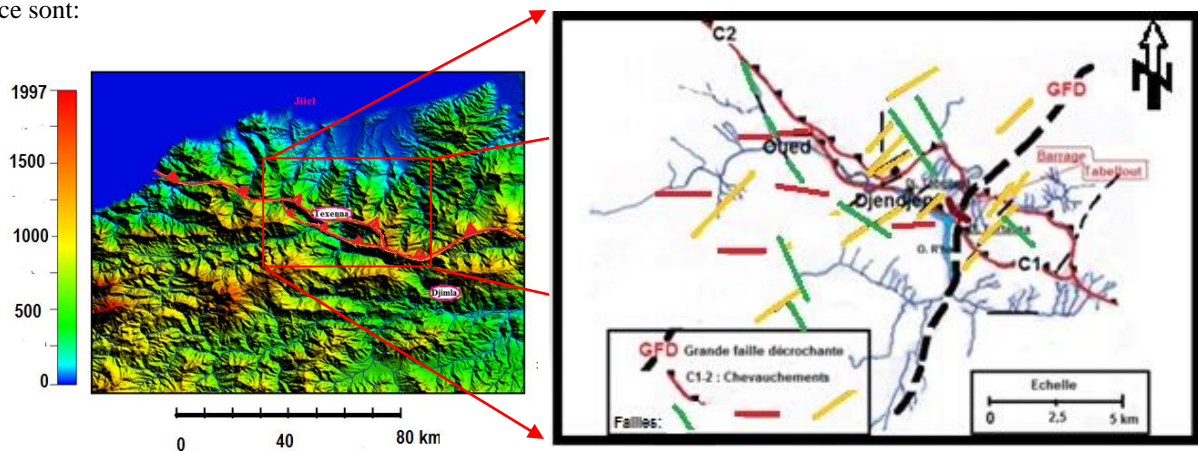 ce sont:
1997
1500
1000
500
0
Jijel
Texenna
Djimla
0 40 80 km
C2
GFD
Oued
Djendjen
Barrage
Tabellout
C1
N
GFD Grande faille décrochante
C1-2 : Chevauchements
Failles:
Echelle
0 2,5 5 km